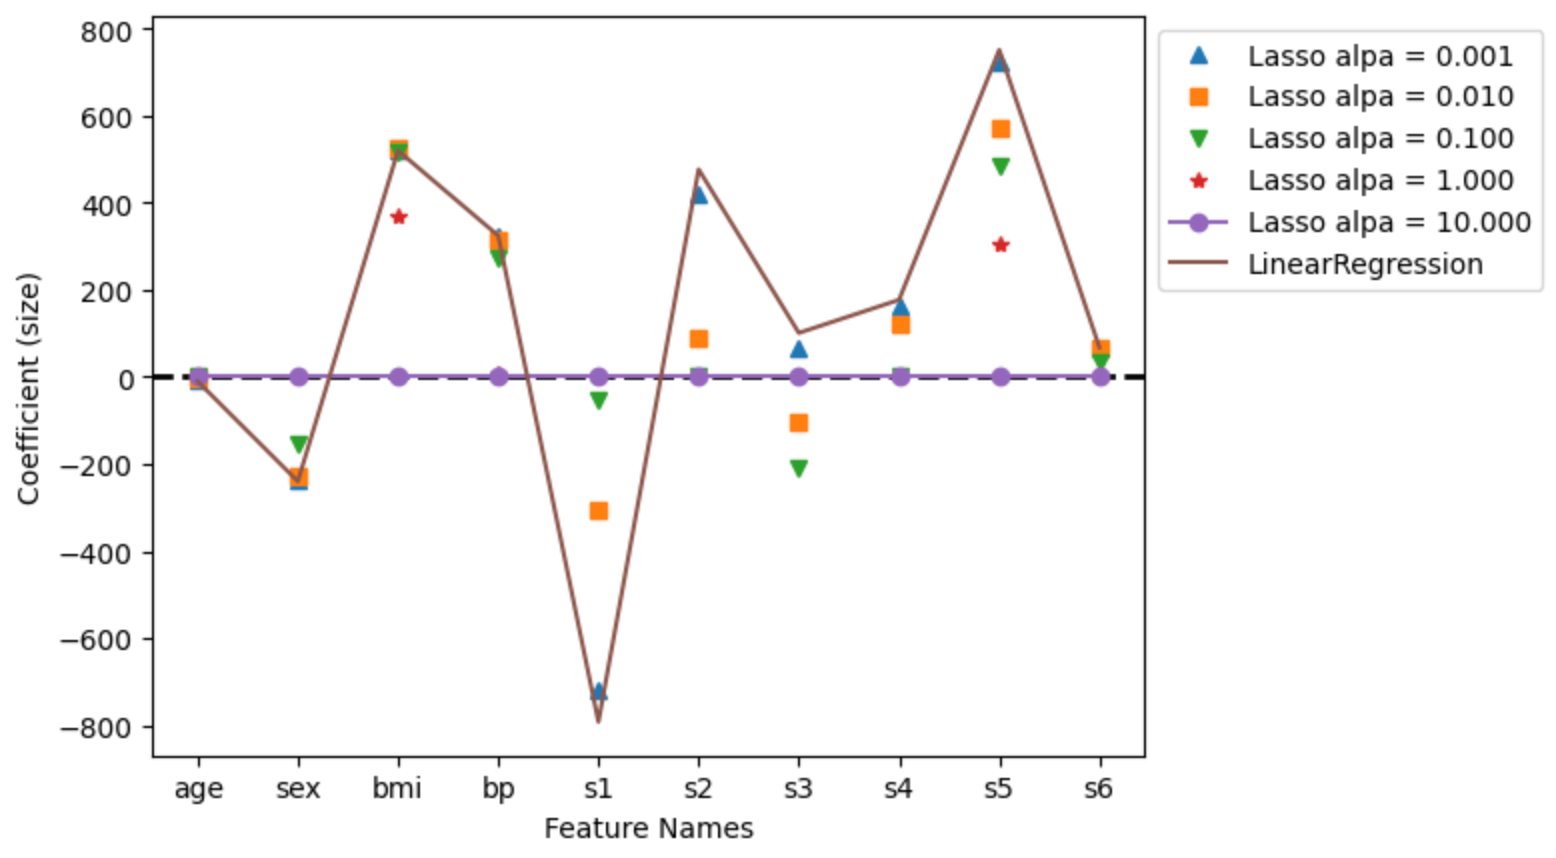 800
600
400
200
0
−200
−400
−600
−800
Coefficient (size)
age sex bmi bp s1 s2 s3 s4 s5 s6
Feature Names
Lasso alpa = 0.001
Lasso alpa = 0.010
Lasso alpa = 0.100
Lasso alpa = 1.000
Lasso alpa = 10.000
LinearRegression